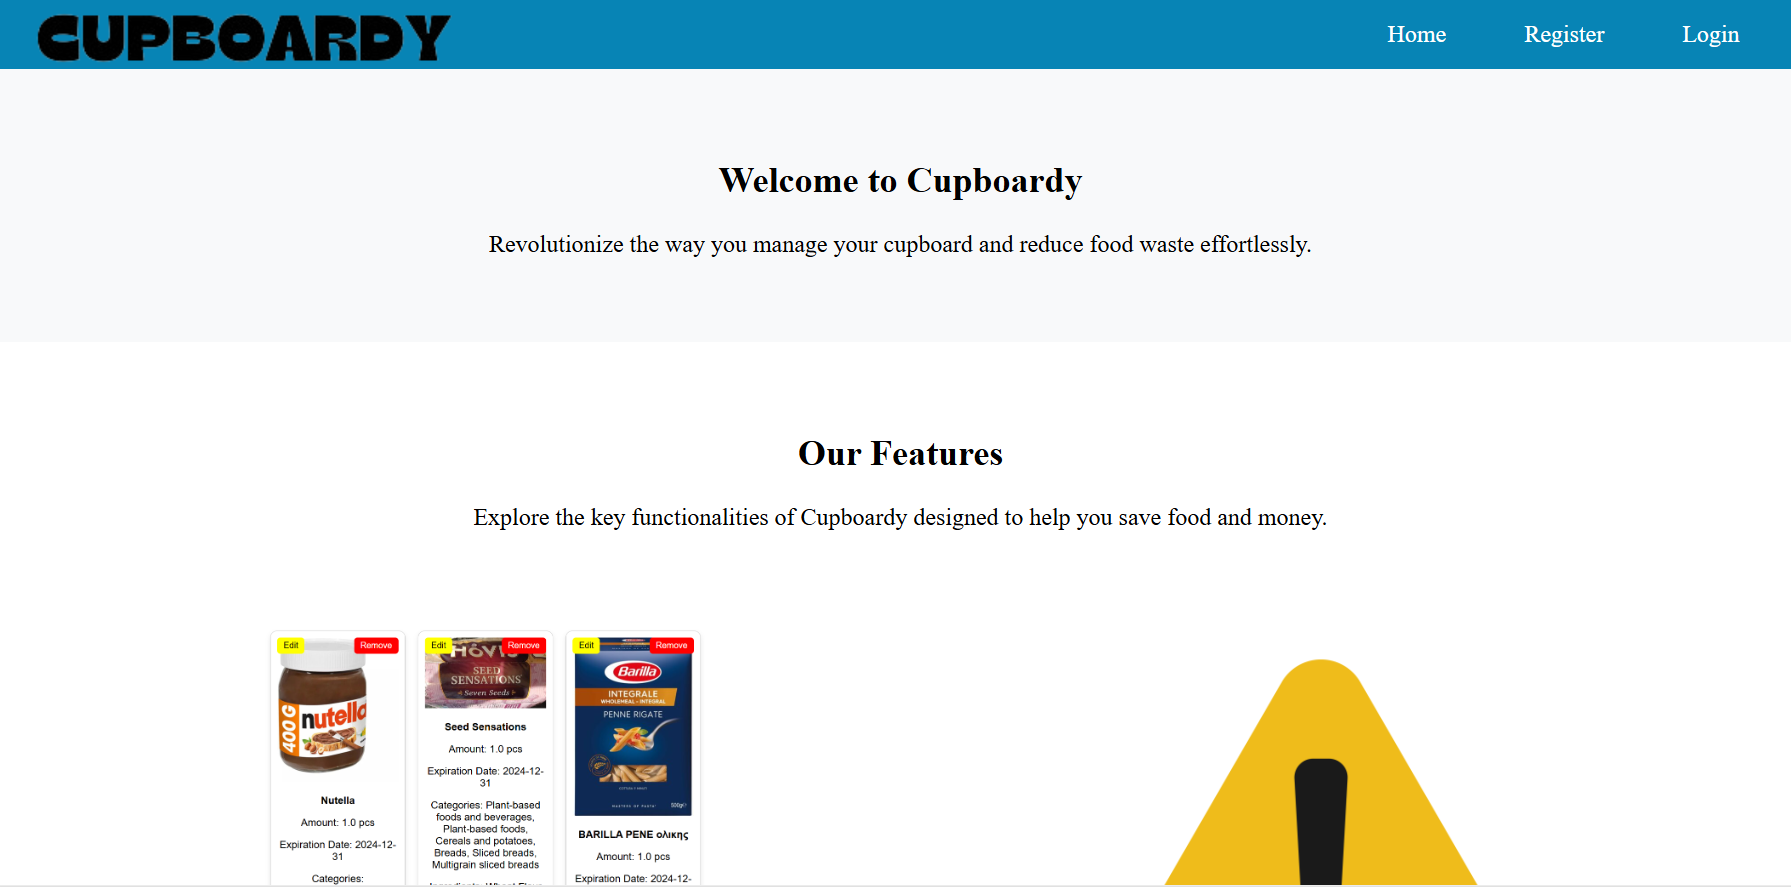 CUPBOARDY
Home
Register
Login
Welcome to Cupboardy
Revolutionize the way you manage your cupboard and reduce food waste effortlessly.
Our Features
Explore the key functionalities of Cupboardy designed to help you save food and money.
Edit
Remove
400 G
nutella
Nutella
Amount: 1.0 pcs
Expiration Date: 2024-12-
31
Categories:
Edit
Remove
HOVIS
SEED
SENSATIONS
Seven Seeds
Seed Sensations
Amount: 1.0 pcs
Expiration Date: 2024-12-
31
Categories: Plant-based
foods and beverages,
Plant-based foods,
Cereals and potatoes,
Breads, Sliced breads,
Multigrain sliced breads
Edit
Remove
Barilla
INTEGRALE
WHOLEMEAL - INTEGRAL
PENNE RIGATE
500g
BARILLA PENE ολικης
Amount: 1.0 pcs
Expiration Date: 2024-12-